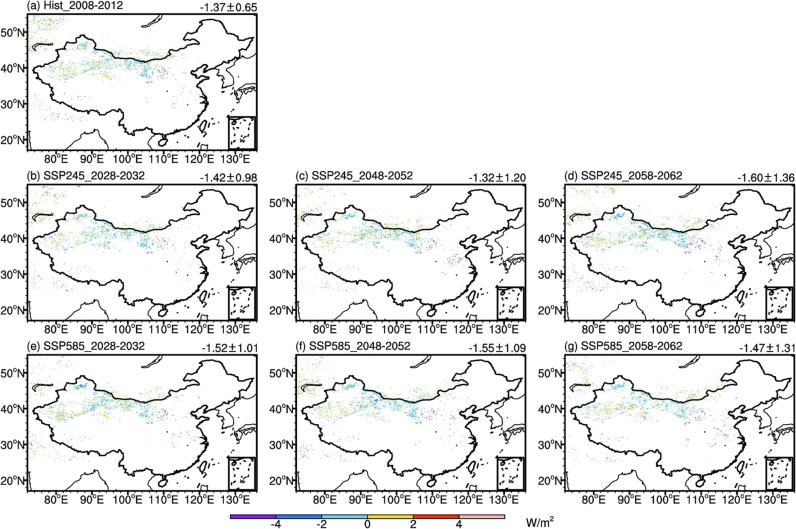 (a) Hist_2008-2012 -1.37±0.65
50°N
40°N
30°N
20°N
80°E 90°E 100°E 110°E 120°E 130°E
(b) SSP245_2028-2032 -1.42±0.98 (c) SSP245_2048-2052 -1.32±1.20 (d) SSP245_2058-2062 -1.60±1.36
50°N 50°N 50°N
40°N 40°N 40°N
30°N 30°N 30°N
20°N 20°N 20°N
80°E 90°E 100°E 110°E 120°E 130°E 80°E 90°E 100°E 110°E 120°E 130°E 80°E 90°E 100°E 110°E 120°E 130°E
(e) SSP585_2028-2032 -1.52±1.01 (f) SSP585_2048-2052 -1.55±1.09 (g) SSP585_2058-2062 -1.47±1.31
50°N 50°N 50°N
40°N 40°N 40°N
30°N 30°N 30°N
20°N 20°N 20°N
80°E 90°E 100°E 110°E 120°E 130°E 80°E 90°E 100°E 110°E 120°E 130°E 80°E 90°E 100°E 110°E 120°E 130°E
-4 -2 0 2 4 W/m²